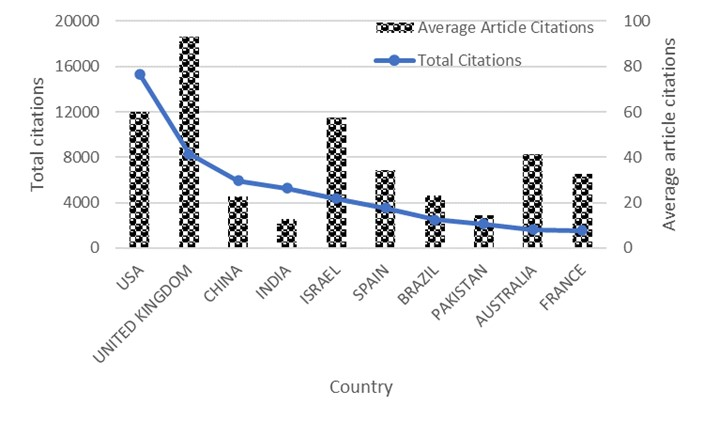 20000
16000
12000
8000
4000
0
Total citations
100
80
60
40
20
0
Average article citations
Average Article Citations
Total Citations
USA
UNITED KINGDOM
CHINA
INDIA
ISRAEL
SPAIN
BRAZIL
PAKISTAN
AUSTRALIA
FRANCE
Country